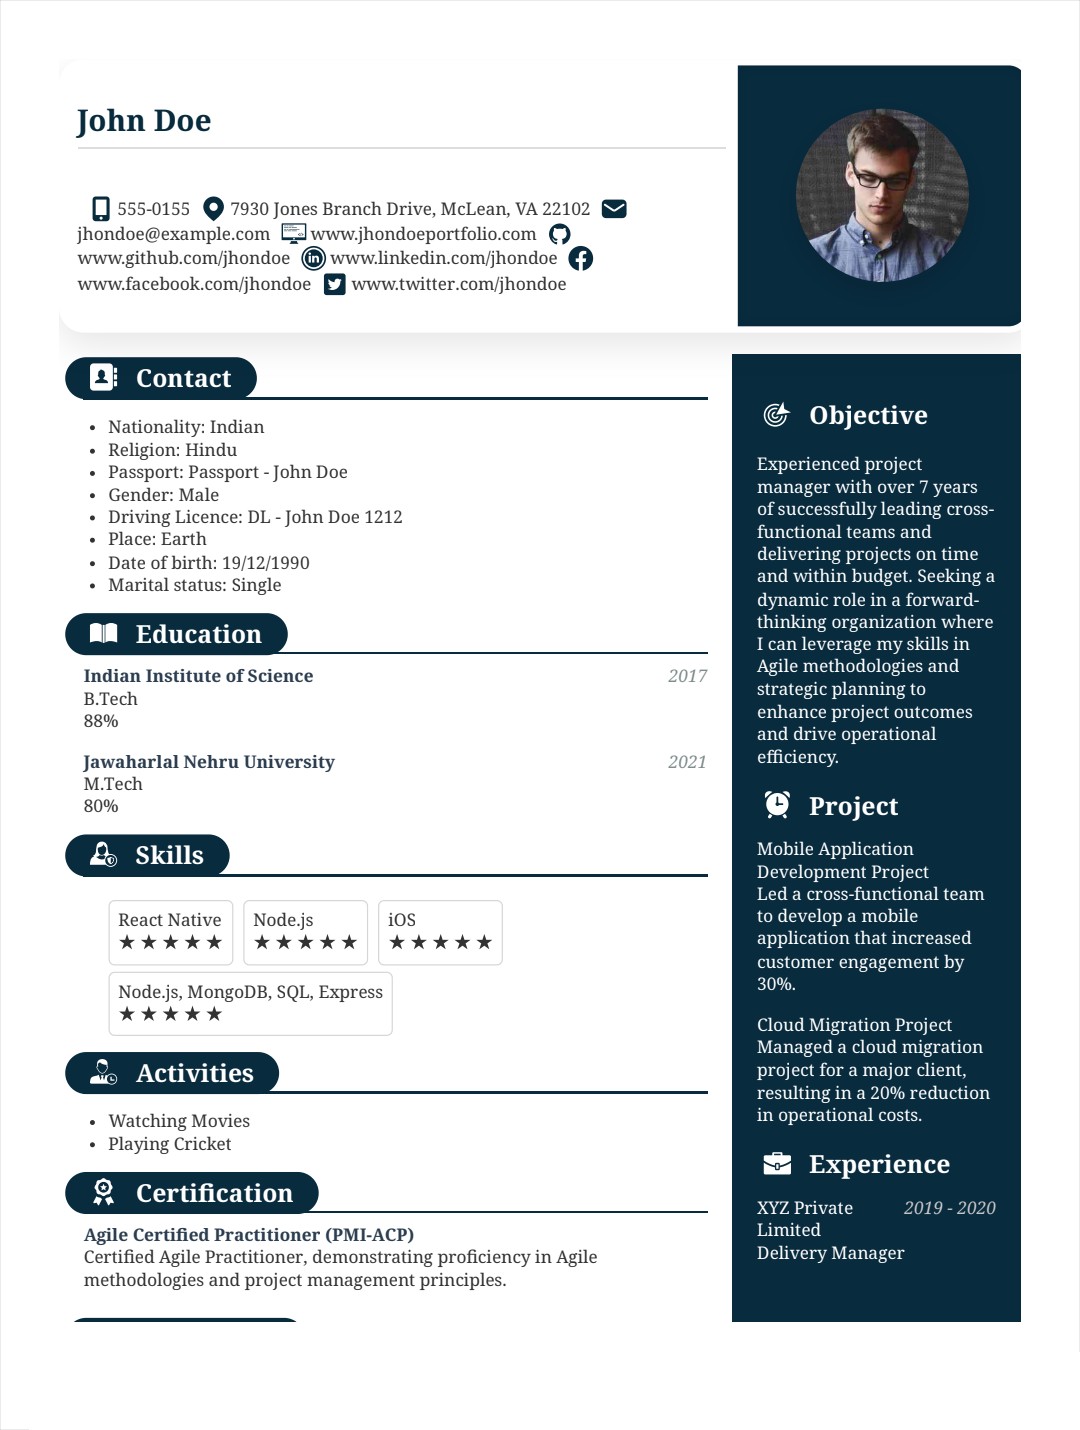 John Doe
555-0155 7930 Jones Branch Drive, McLean, VA 22102
jhondoe@example.com www.jhondoeportfolio.com
www.github.com/jhondoe www.linkedin.com/jhondoe
www.facebook.com/jhondoe www.twitter.com/jhondoe
Contact
• Nationality: Indian
• Religion: Hindu
• Passport: Passport - John Doe
• Gender: Male
• Driving Licence: DL - John Doe 1212
• Place: Earth
• Date of birth: 19/12/1990
• Marital status: Single
Education
Indian Institute of Science 2017
B.Tech
88%
Jawaharlal Nehru University 2021
M.Tech
80%
Skills
React Native Node.js iOS
★★★★★ ★★★★★ ★★★★★
Node.js, MongoDB, SQL, Express
★★★★★
Activities
• Watching Movies
• Playing Cricket
Certification
Agile Certified Practitioner (PMI-ACP)
Certified Agile Practitioner, demonstrating proficiency in Agile
methodologies and project management principles.
Objective
Experienced project
manager with over 7 years
of successfully leading cross-
functional teams and
delivering projects on time
and within budget. Seeking a
dynamic role in a forward-
thinking organization where
I can leverage my skills in
Agile methodologies and
strategic planning to
enhance project outcomes
and drive operational
efficiency.
Project
Mobile Application
Development Project
Led a cross-functional team
to develop a mobile
application that increased
customer engagement by
30%.
Cloud Migration Project
Managed a cloud migration
project for a major client,
resulting in a 20% reduction
in operational costs.
Experience
XYZ Private 2019 - 2020
Limited
Delivery Manager